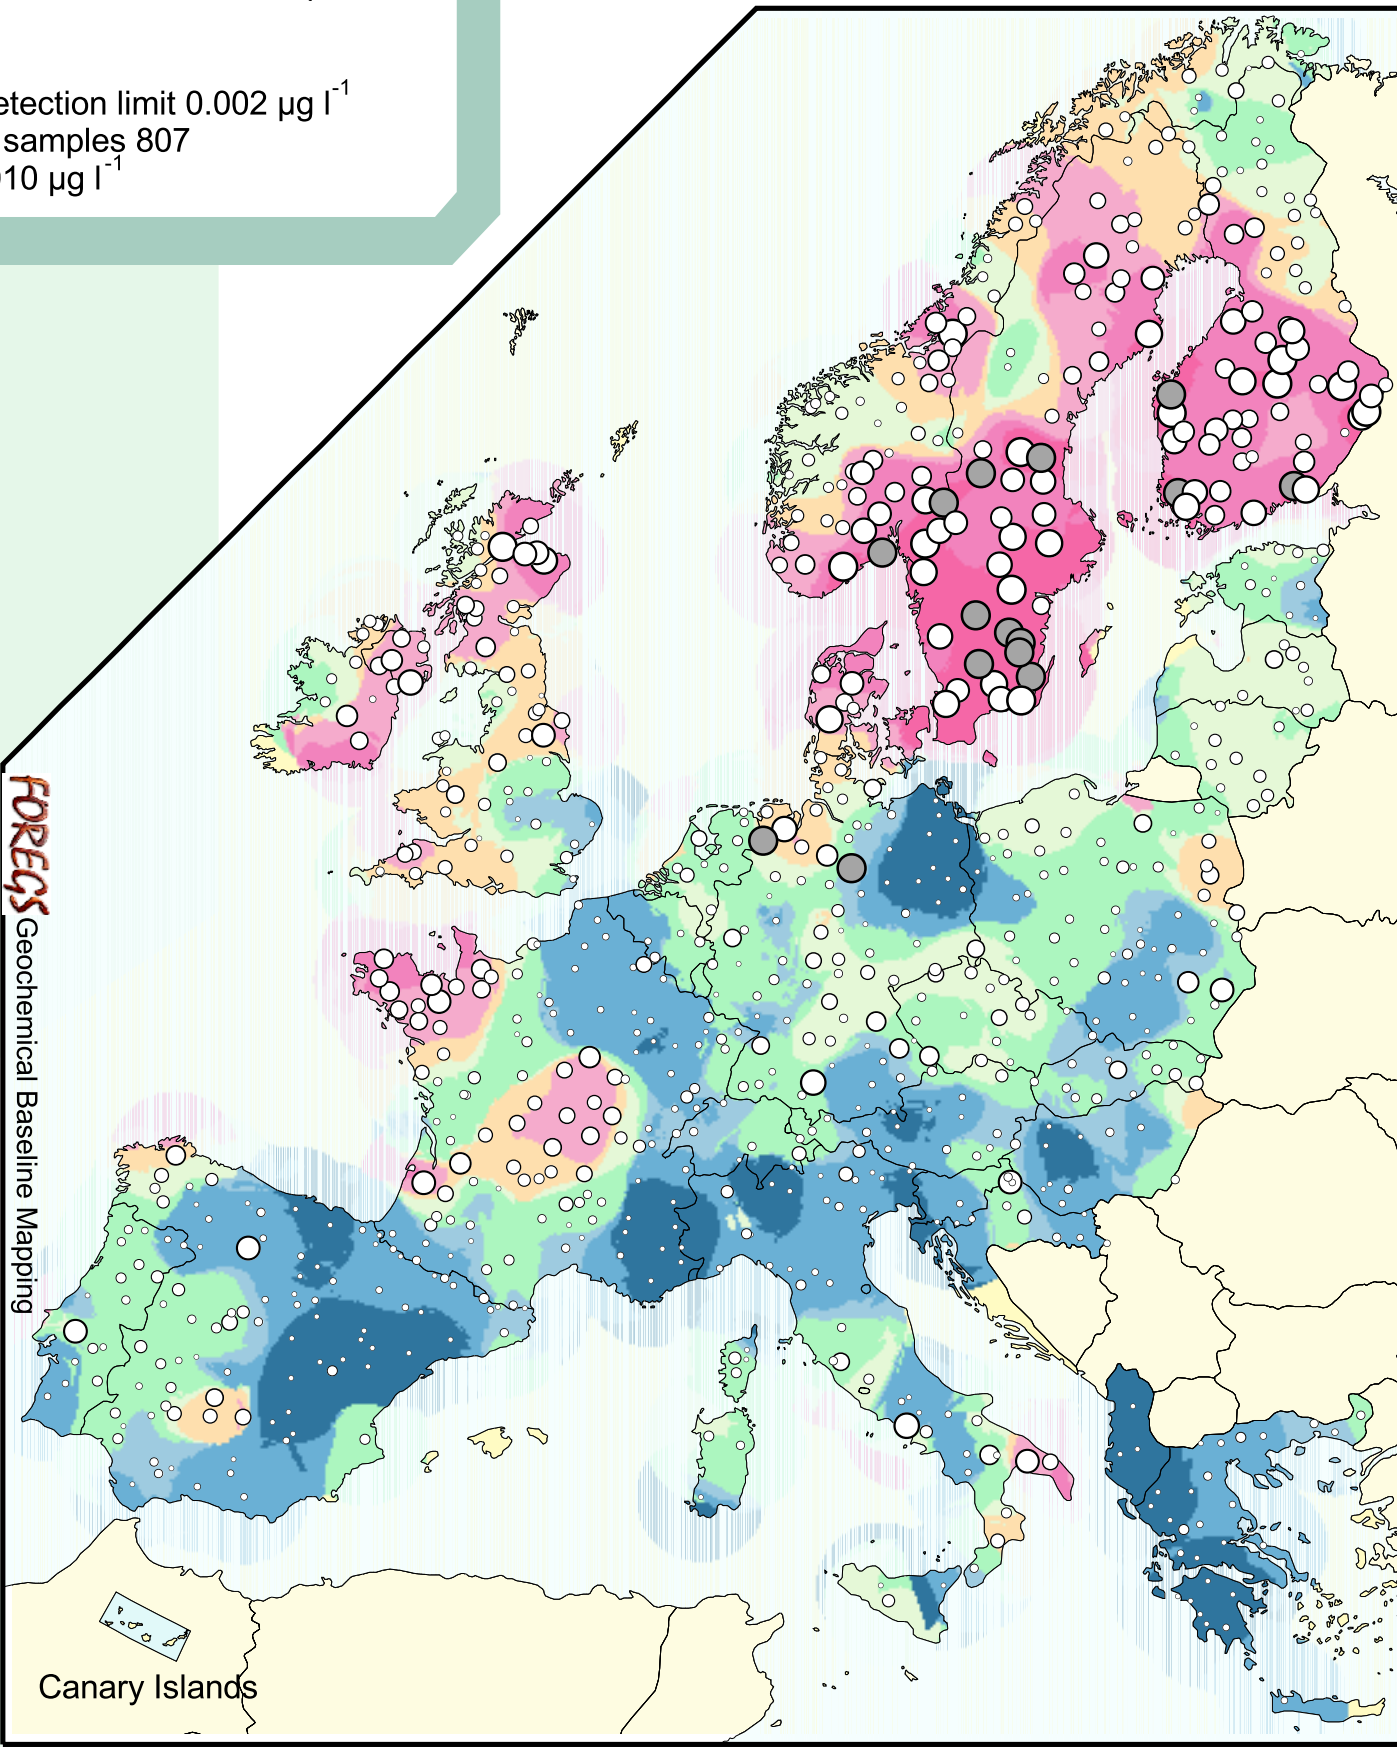 etection limit 0.002 µg l-1
samples 807
10 µg l-1
FOREGS Geochemical Baseline Mapping
Canary Islands